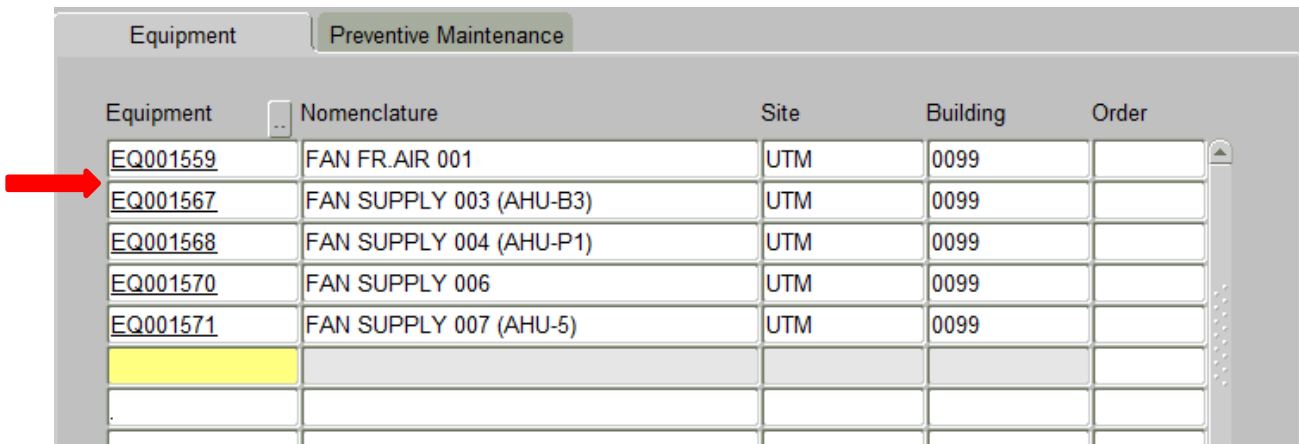 Equipment Preventive Maintenance
Equipment .. Nomenclature Site Building Order
EQ001559 FAN FR.AIR 001 UTM 0099
EQ001567 FAN SUPPLY 003 (AHU-B3) UTM 0099
EQ001568 FAN SUPPLY 004 (AHU-P1) UTM 0099
EQ001570 FAN SUPPLY 006 UTM 0099
EQ001571 FAN SUPPLY 007 (AHU-5) UTM 0099
.